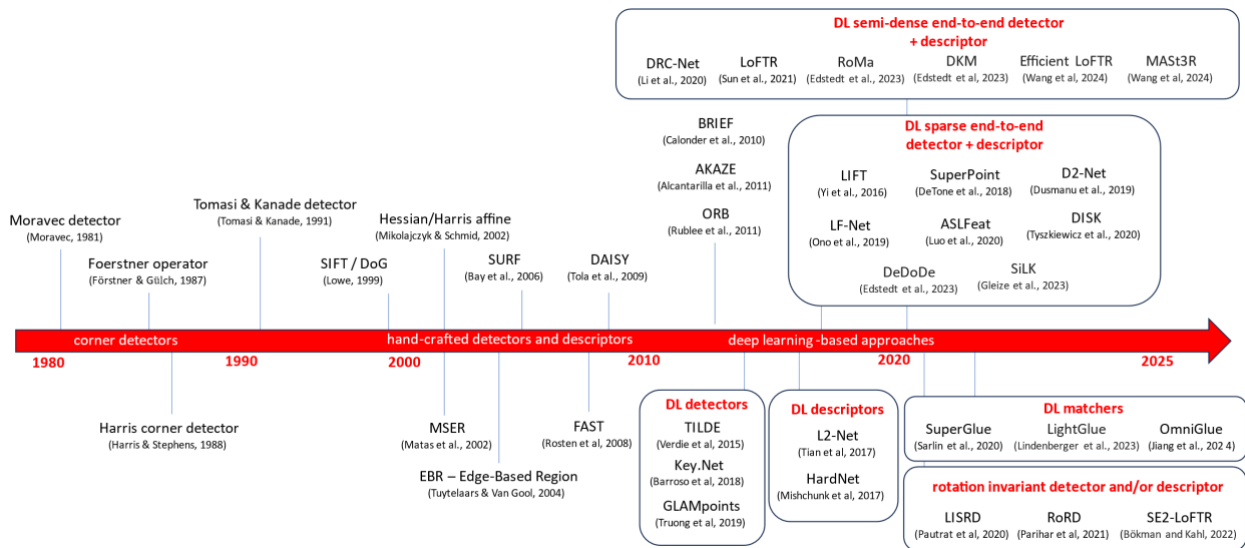 DL semi-dense end-to-end detector
+ descriptor
DRC-Net
(Li et al., 2020)
LoFTR
(Sun et al., 2021)
RoMa
(Edstedt et al., 2023)
DKM
(Edstedt et al, 2023)
Efficient LoFTR
(Wang et al, 2024)
MASt3R
(Wang et al., 2024)
BRIEF
(Calonder et al., 2010)
AKAZE
(Alcantarilla et al., 2011)
ORB
(Rublee et al., 2011)
DL sparse end-to-end
detector + descriptor
LIFT
(Yi et al., 2016)
SuperPoint
(DeTone et al., 2018)
D2-Net
(Dusmanu et al., 2019)
LF-Net
(Ono et al., 2019)
ASLFeat
(Luo et al., 2020)
DISK
(Tyszkiewicz et al., 2020)
DeDoDe
(Edstedt et al., 2023)
SiLK
(Gleize et al., 2023)
Moravec detector
(Moravec, 1981)
Foerstner operator
(Förstner & Gülch, 1987)
Tomasi & Kanade detector
(Tomasi & Kanade, 1991)
SIFT / DoG
(Lowe, 1999)
Hessian/Harris affine
(Mikolajczyk & Schmid, 2002)
SURF
(Bay et al., 2006)
DAISY
(Tola et al., 2009)
corner detectors
hand-crafted detectors and descriptors
deep learning -based approaches
1980
1990
2000
2010
2020
2025
Harris corner detector
(Harris & Stephens, 1988)
MSER
(Matas et al., 2002)
EBR – Edge-Based Region
(Tuytelaars & Van Gool, 2004)
FAST
(Rosten et al, 2008)
DL detectors
TILDE
(Verdie et al, 2015)
Key.Net
(Barroso et al, 2018)
GLAMpoints
(Truong et al, 2019)
DL descriptors
L2-Net
(Tian et al, 2017)
HardNet
(Mishchunk et al, 2017)
DL matchers
SuperGlue
(Sarlin et al., 2020)
LightGlue
(Lindenberger et al., 2023)
OmniGlue
(Jiang et al., 202 4)
rotation invariant detector and/or descriptor
LISRD
(Pautrat et al., 2020)
RoRD
(Parihar et al., 2021)
SE2-LoFTR
(Bökman and Kahl, 2022)